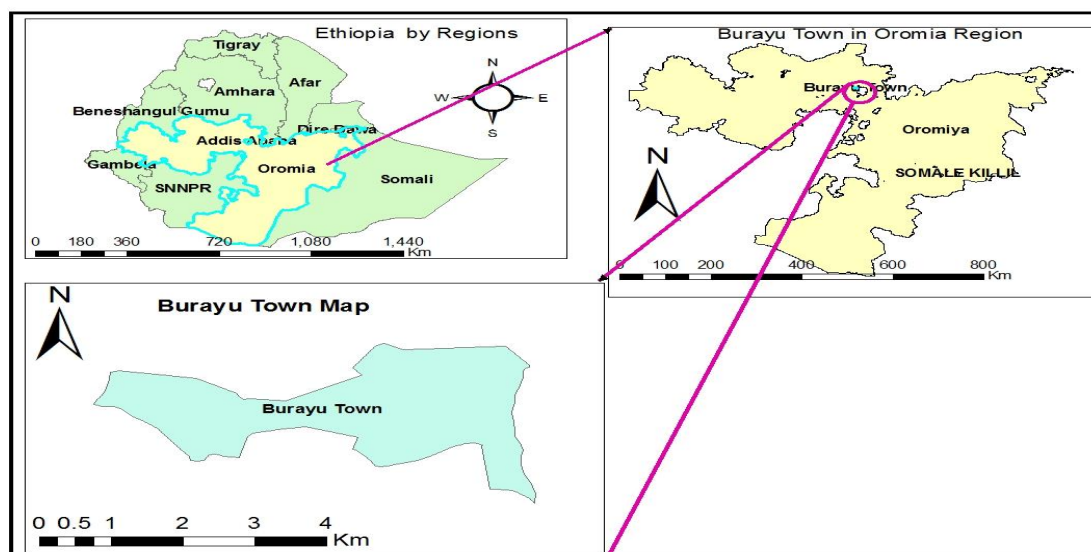 Ethiopia by Regions
Tigray
Afar
Amhara
Beneshangul Gumu
Dire Dawa
Addis Ababa
Gambela
Oromia
SNNPR
Somali
N
W
E
S
0 180 360 720 1,080 1,440
Km
Burayu Town in Oromia Region
Burayu Town
Oromiya
N
SOMALE KILLIL
0 100 200 400 600 800
Km
N
Burayu Town Map
Burayu Town
0 0.5 1 2 3 4
Km